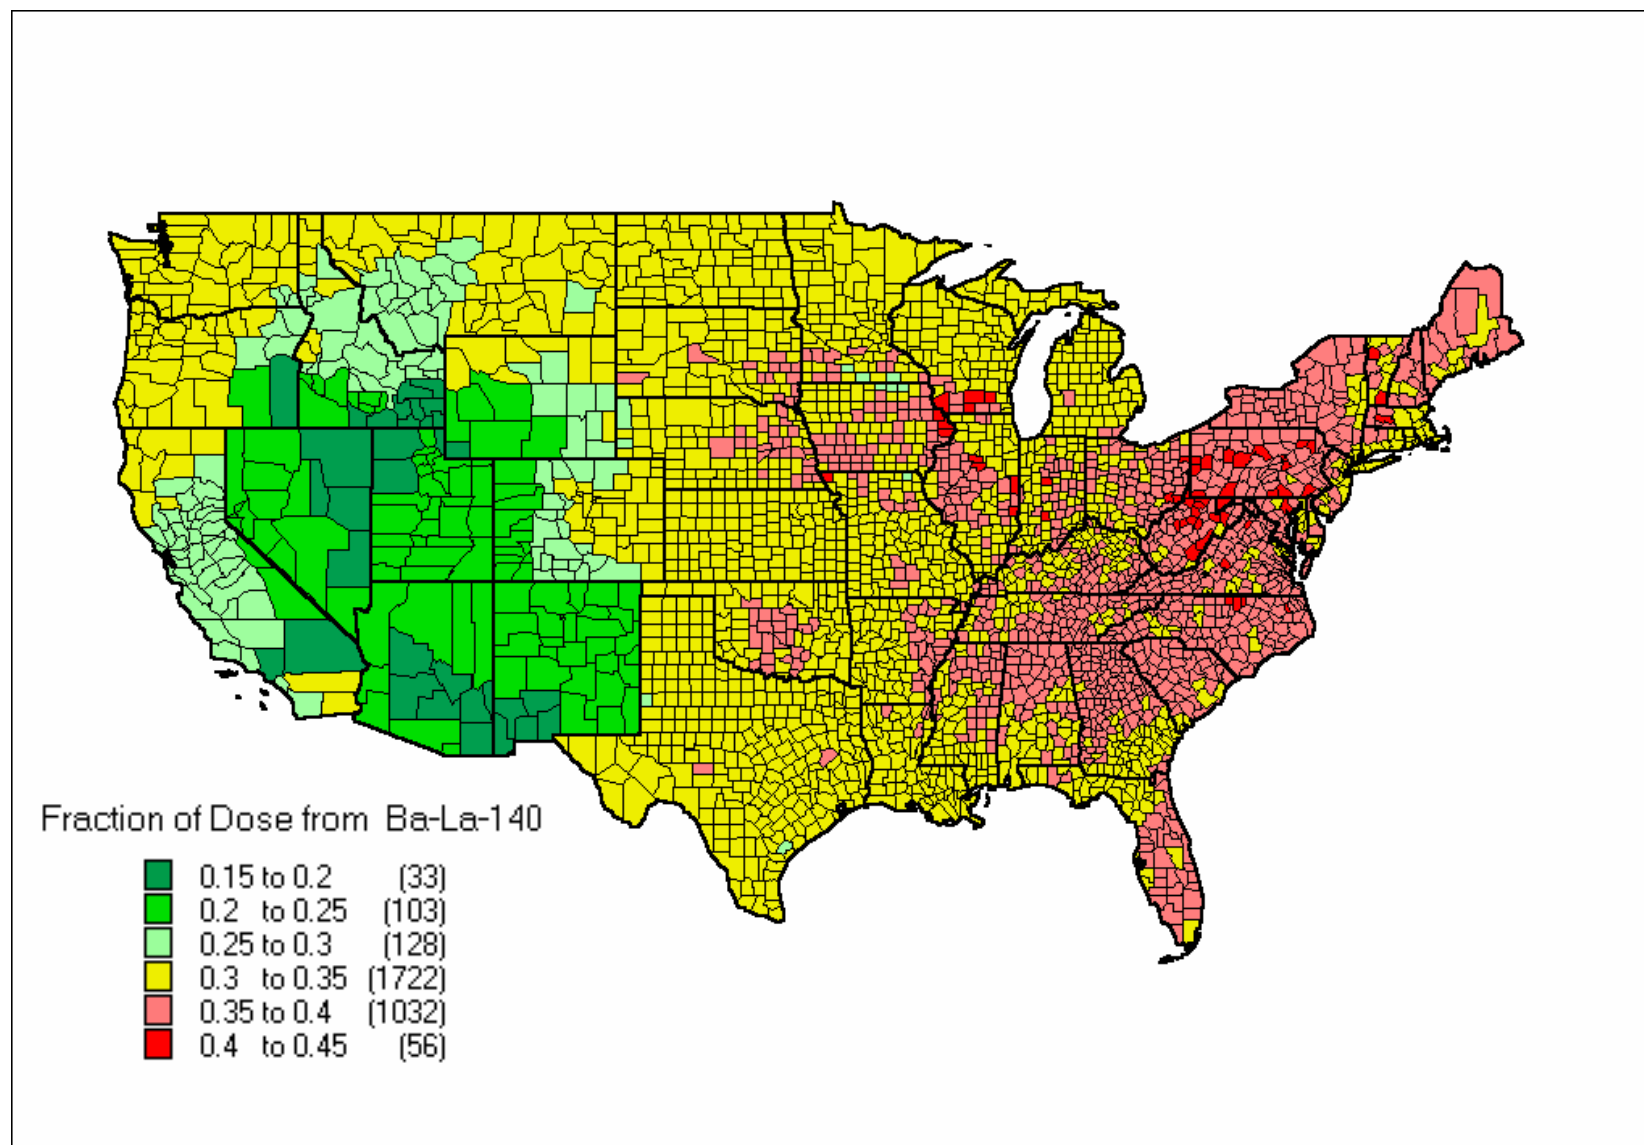 Fraction of Dose from Ba-La-140
0.15 to 0.2 (33)
0.2 to 0.25 (103)
0.25 to 0.3 (128)
0.3 to 0.35 (1722)
0.35 to 0.4 (1032)
0.4 to 0.45 (56)